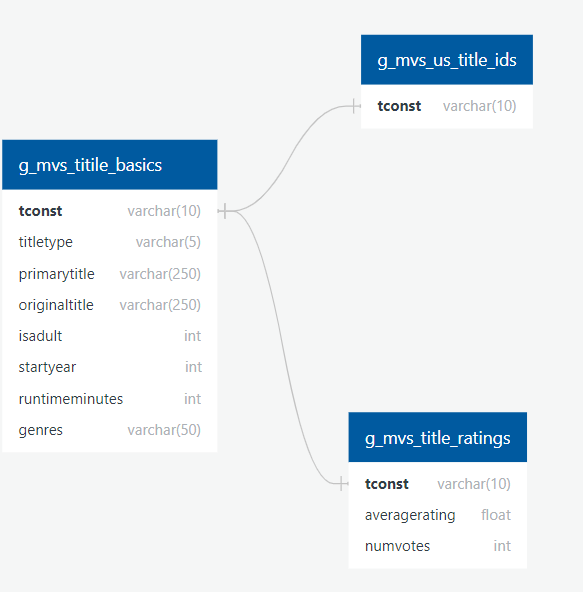 g_mvs_us_title_ids
tconst varchar(10)
g_mvs_titile_basics
tconst varchar(10)
titletype varchar(5)
primarytitle varchar(250)
originaltitle varchar(250)
isadult int
startyear int
runtimeminutes int
genres varchar(50)
g_mvs_title_ratings
tconst varchar(10)
averagerating float
numvotes int